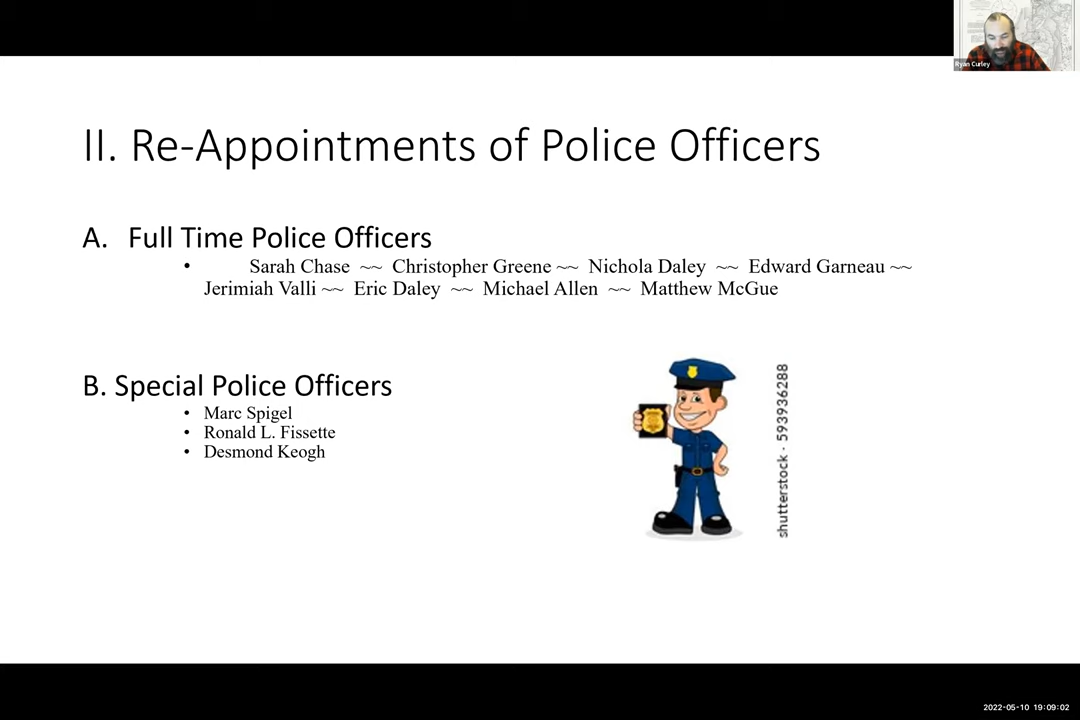 Ryan Curley
II. Re-Appointments of Police Officers
A. Full Time Police Officers
• Sarah Chase ~~ Christopher Greene ~~ Nichola Daley ~~ Edward Garneau ~~
Jerimiah Valli ~~ Eric Daley ~~ Michael Allen ~~ Matthew McGue
B. Special Police Officers
• Marc Spigel
• Ronald L. Fissette
• Desmond Keogh
shutterstock · 593936288
2022-05-10 19:09:02